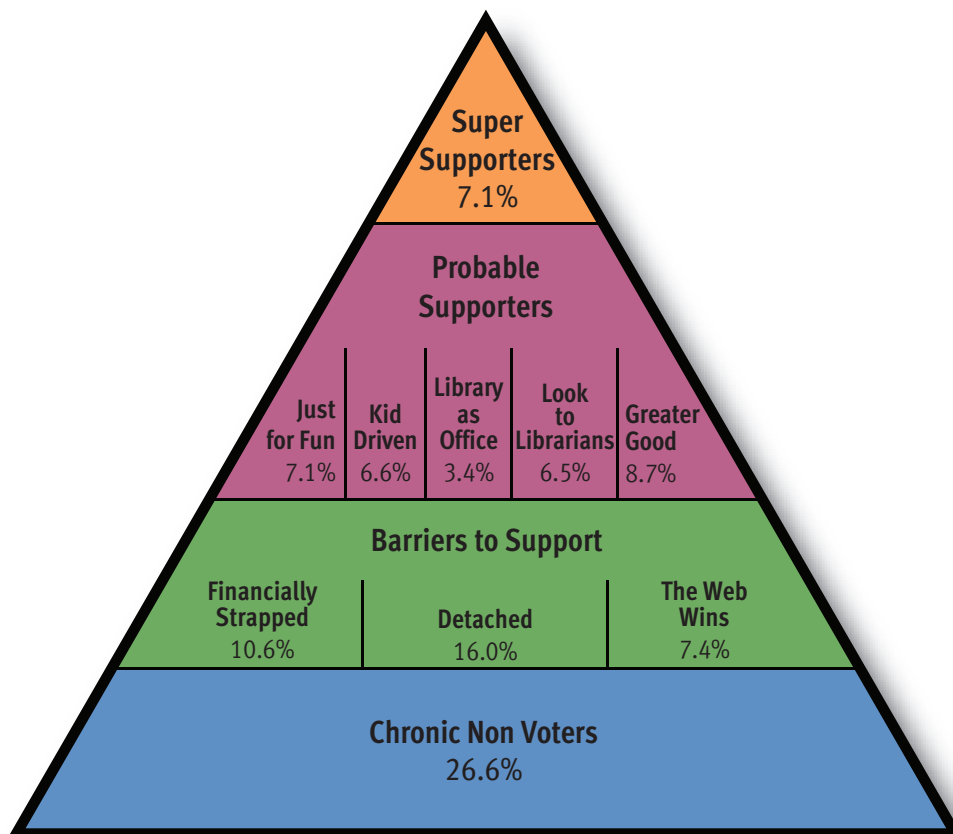 Super
Supporters
7.1%
Probable
Supporters
Just
for Fun
7.1%
Kid
Driven
6.6%
Library
as
Office
3.4%
Look
to
Librarians
6.5%
Greater
Good
8.7%
Barriers to Support
Financially
Strapped
10.6%
Detached
16.0%
The Web
Wins
7.4%
Chronic Non Voters
26.6%